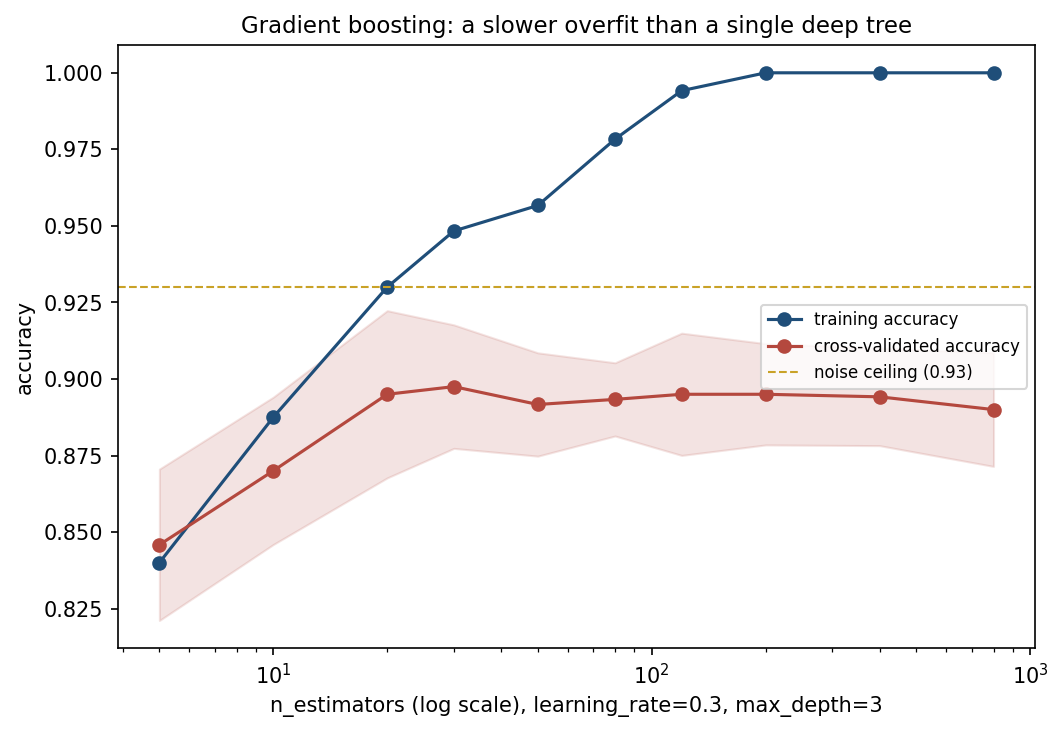 Gradient boosting: a slower overfit than a single deep tree
accuracy
1.000
0.975
0.950
0.925
0.900
0.875
0.850
0.825
training accuracy
cross-validated accuracy
noise ceiling (0.93)
10¹
10²
10³
n_estimators (log scale), learning_rate=0.3, max_depth=3